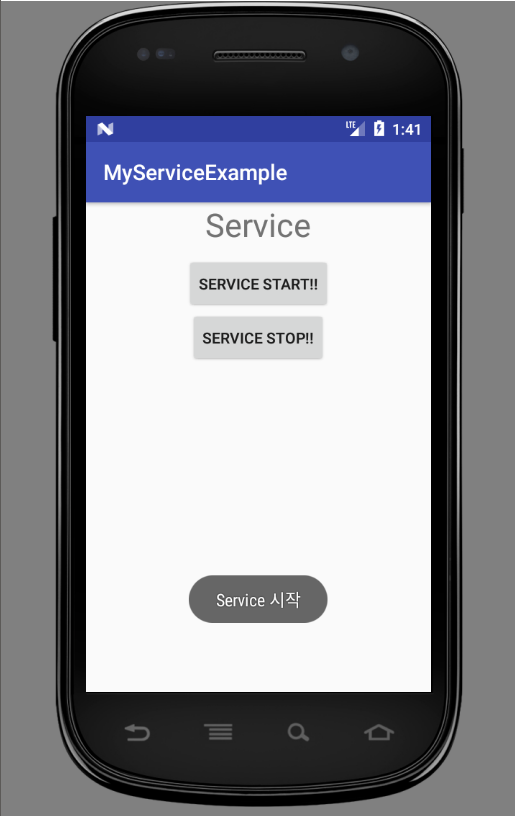 LTE 1:41
MyServiceExample
Service
SERVICE START!!
SERVICE STOP!!
Service 시작